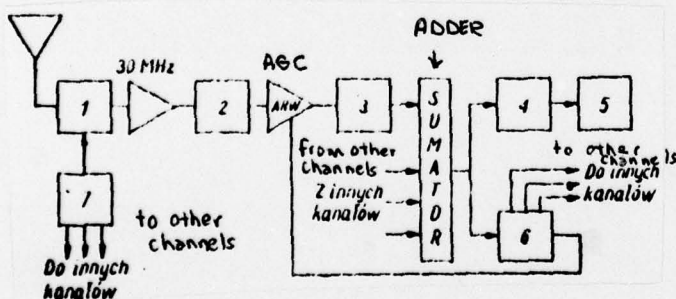 ADDER
30 MHz
AGC
1
2
ARW
3
SUMATOR
4
5
from other
channels
Z innych
kanałów
to other
channels
Do innych
kanałów
6
7
to other
channels
Do innych
kanałów